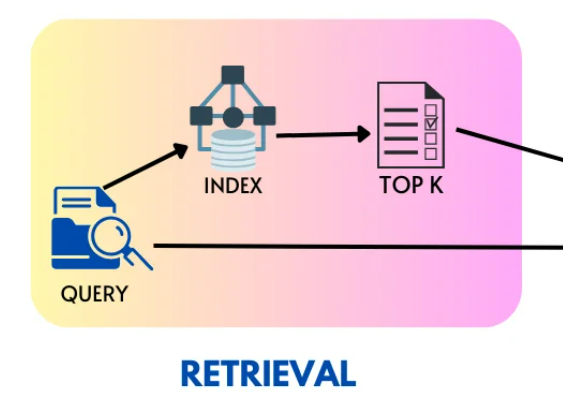 INDEX
TOP K
QUERY
RETRIEVAL